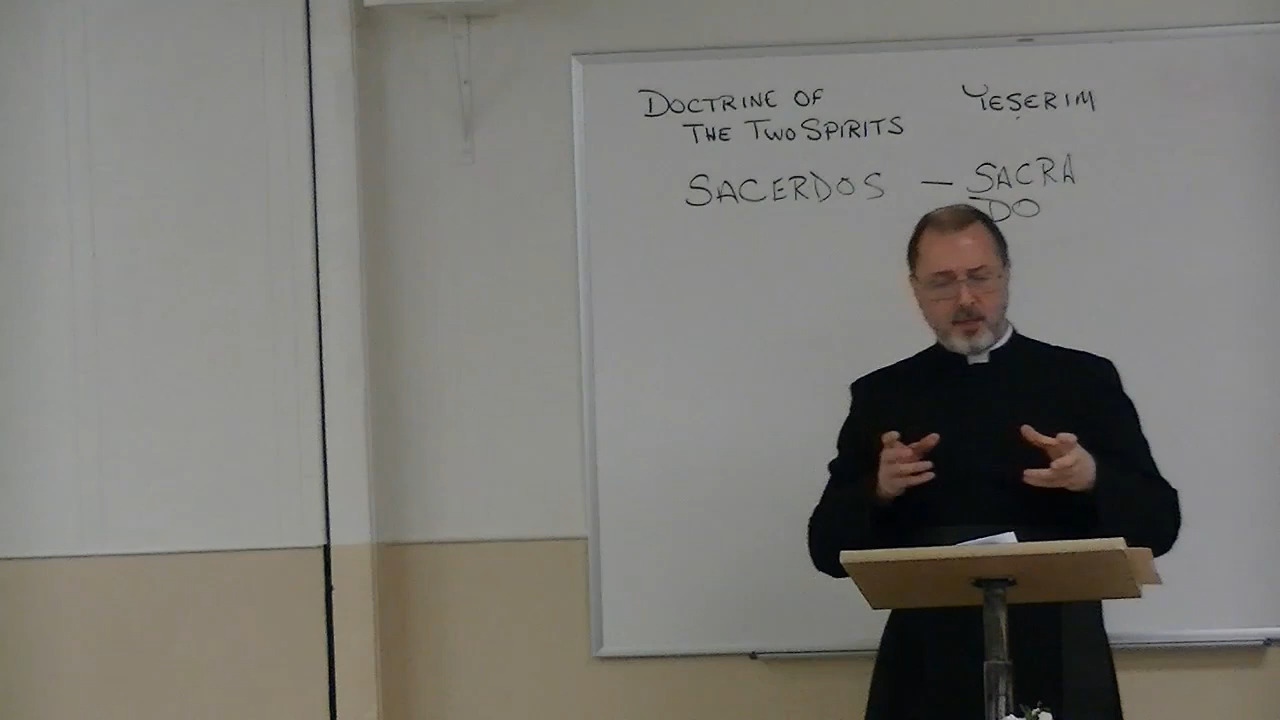 DOCTRINE OF
THE TWO SPIRITS
YEṢERIM
SACERDOS — SACRA
DO